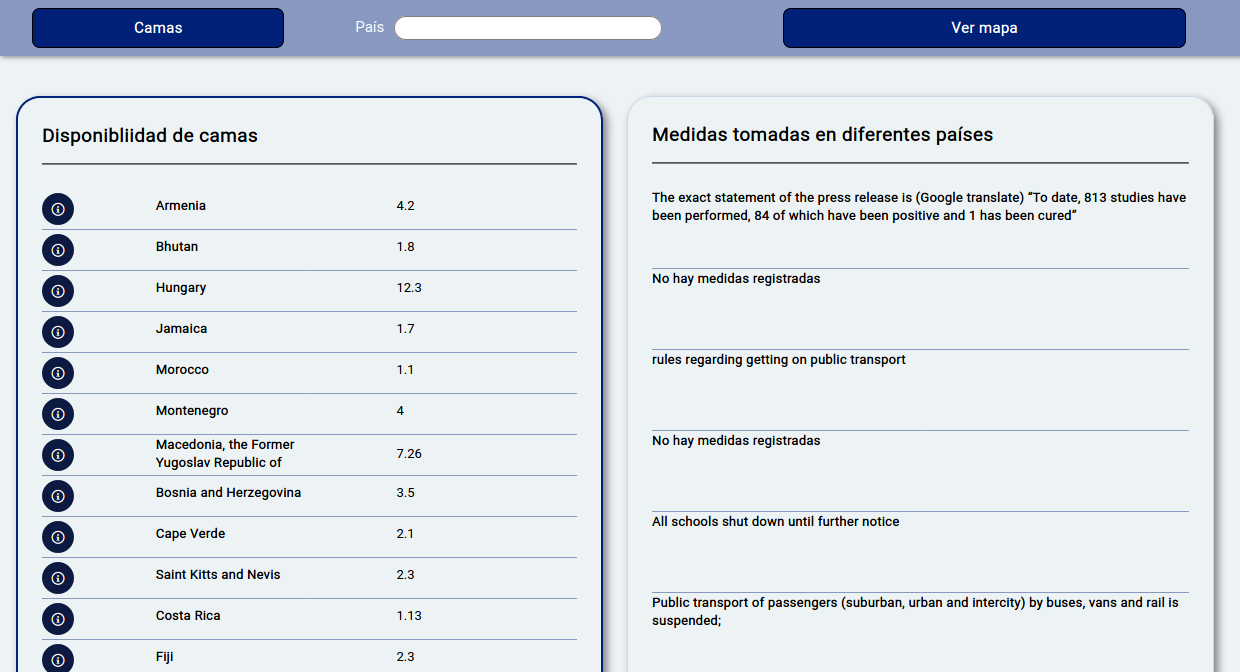 Camas
País
Ver mapa
Disponibliidad de camas
Armenia 4.2
Bhutan 1.8
Hungary 12.3
Jamaica 1.7
Morocco 1.1
Montenegro 4
Macedonia, the Former
Yugoslav Republic of 7.26
Bosnia and Herzegovina 3.5
Cape Verde 2.1
Saint Kitts and Nevis 2.3
Costa Rica 1.13
Fiji 2.3
Medidas tomadas en diferentes países
The exact statement of the press release is (Google translate) “To date, 813 studies have
been performed, 84 of which have been positive and 1 has been cured”
No hay medidas registradas
rules regarding getting on public transport
No hay medidas registradas
All schools shut down until further notice
Public transport of passengers (suburban, urban and intercity) by buses, vans and rail is
suspended;